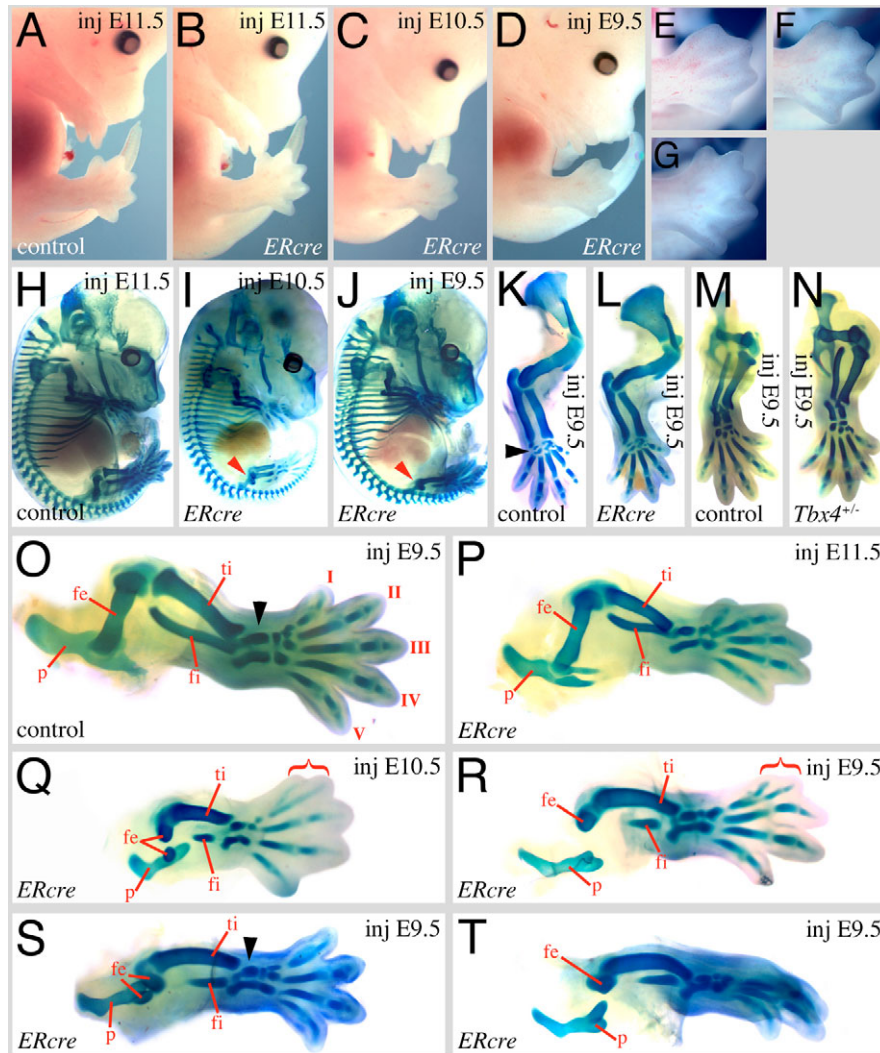 A inj E11.5
control
B inj E11.5
ERcre
C inj E10.5
ERcre
D inj E9.5
ERcre
E
F
G
H inj E11.5
control
I inj E10.5
ERcre
J inj E9.5
ERcre
K
inj E9.5
control
L
inj E9.5
ERcre
M
inj E9.5
control
N
inj E9.5
Tbx4+/-
O inj E9.5
fe
ti
p
fi
I
II
III
IV
V
control
P inj E11.5
fe
ti
p
fi
ERcre
Q inj E10.5
ti
fe
p
fi
ERcre
R inj E9.5
ti
fe
fi
p
ERcre
S inj E9.5
ti
fe
p
fi
ERcre
T inj E9.5
fe
p
ERcre